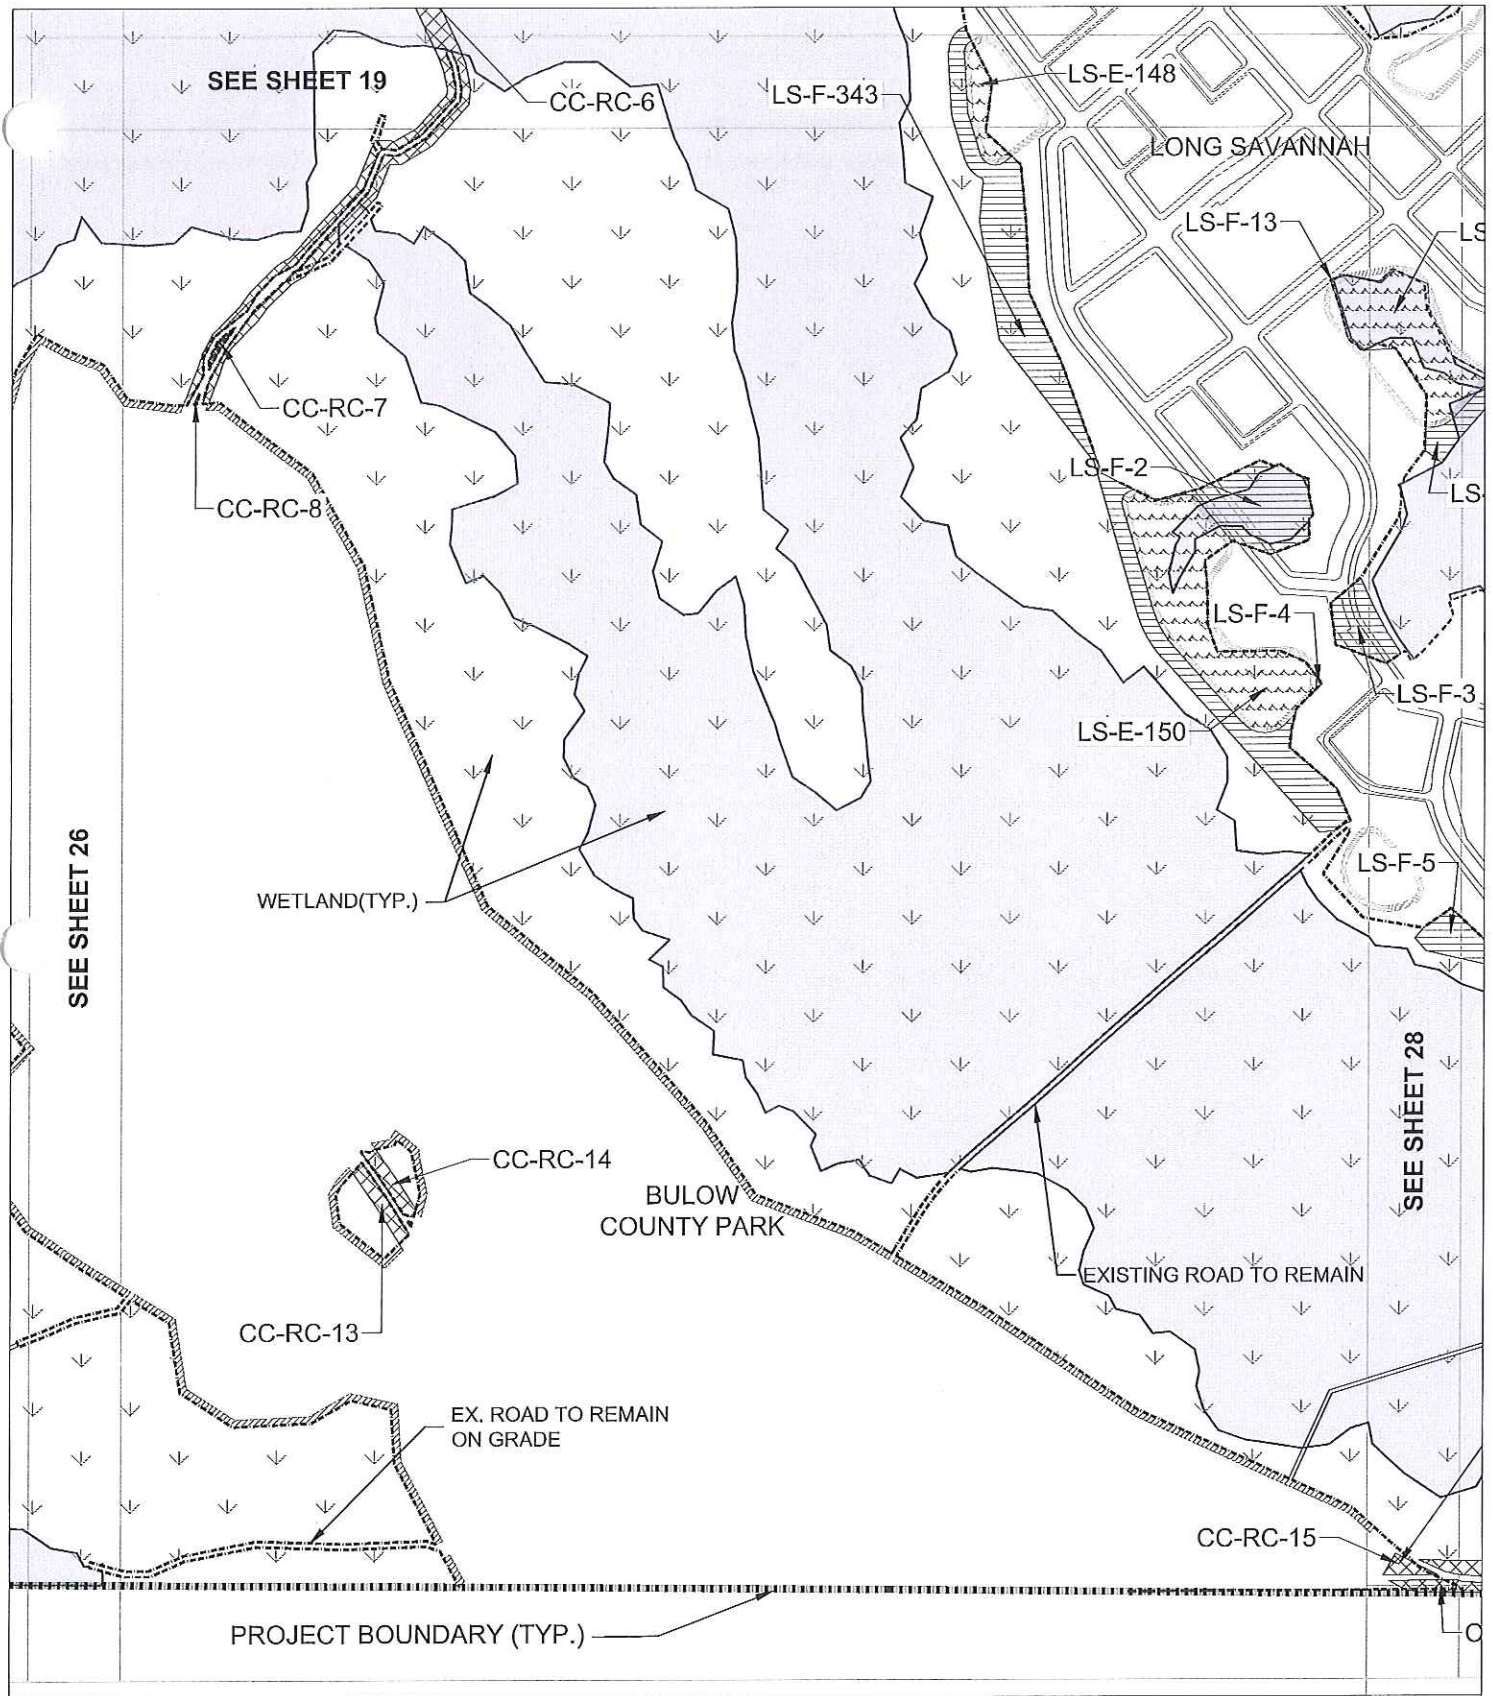 SEE SHEET 19
CC-RC-6
LS-F-343
LS-E-148
LONG SAVANNAH
LS-F-13
LS
CC-RC-7
CC-RC-8
LS-F-2
LS-
LS-F-4
LS-F-3
LS-E-150
SEE SHEET 26
WETLAND(TYP.)
LS-F-5
SEE SHEET 28
CC-RC-14
BULOW
COUNTY PARK
EXISTING ROAD TO REMAIN
CC-RC-13
EX. ROAD TO REMAIN
ON GRADE
CC-RC-15
PROJECT BOUNDARY (TYP.)